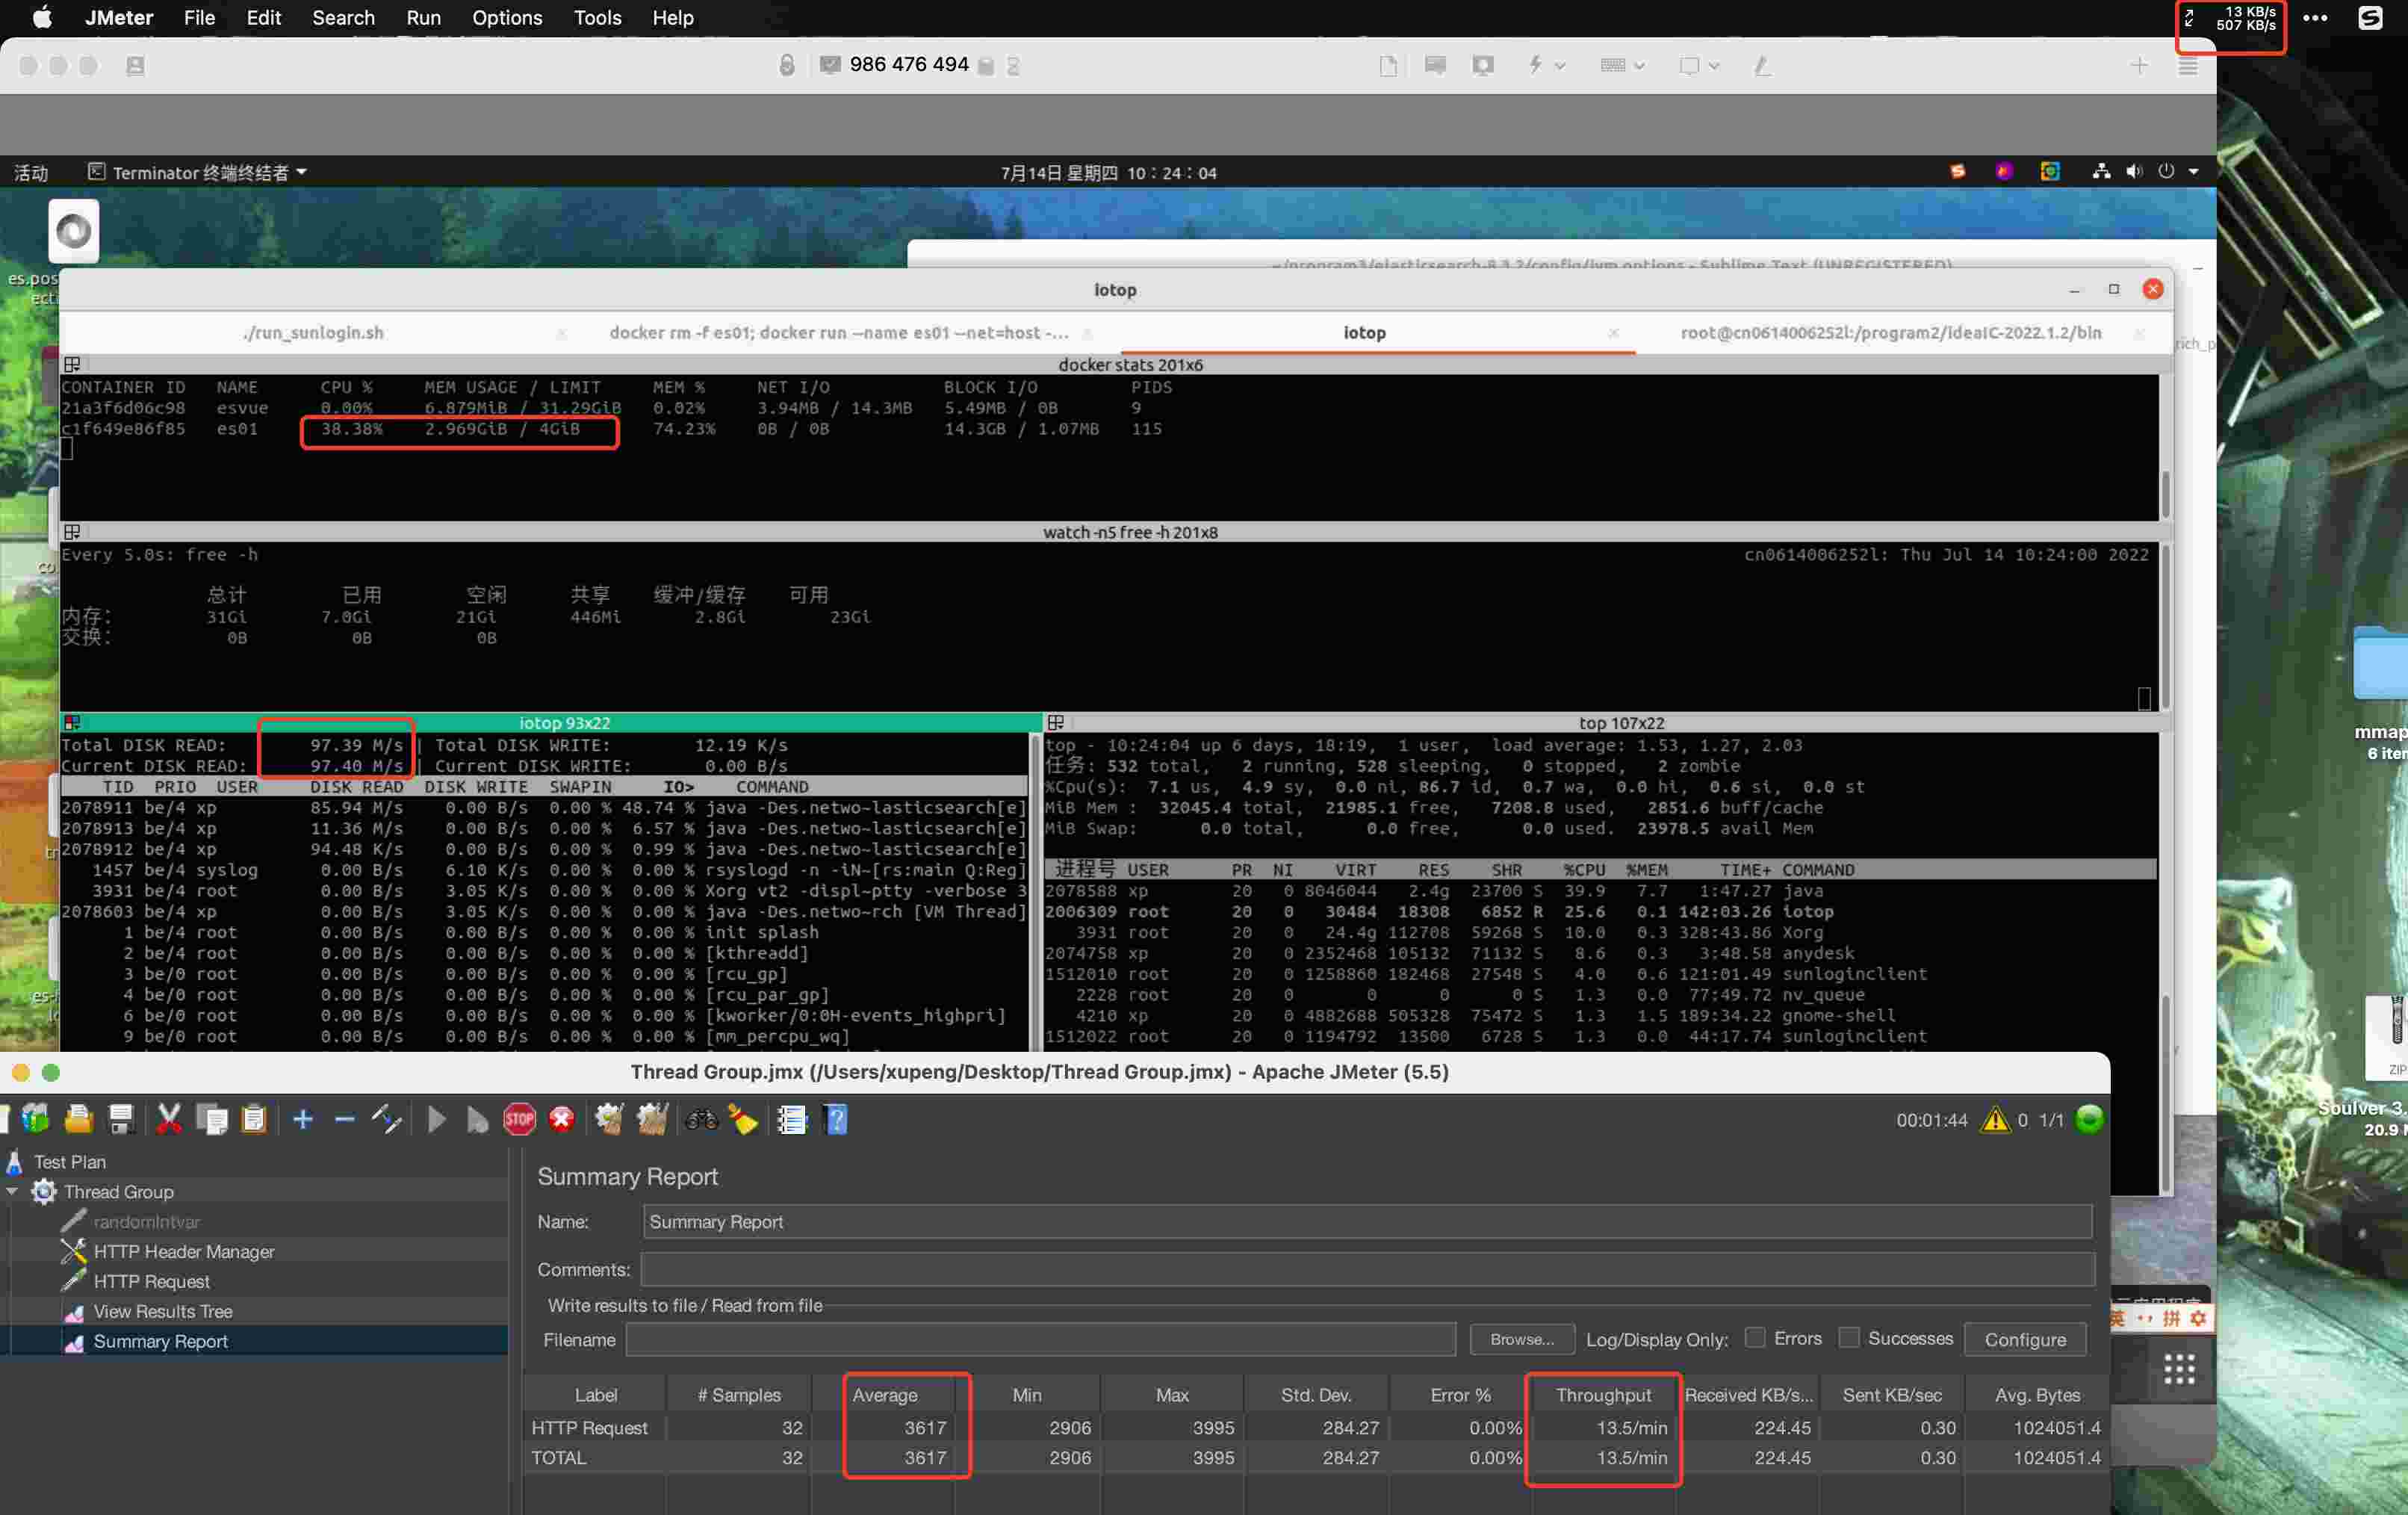 JMeter File Edit Search Run Options Tools Help
13 KB/s
507 KB/s
986 476 494
活动 Terminator 终端终结者 7月14日 星期四 10：24：04
es.pos
~/program3/elasticsearch-8.3.2/config/jvm.options - Sublime Text (UNREGISTERED)
iotop
./run_sunlogin.sh docker rm -f es01; docker run —name es01 —net=host -... iotop root@cn0614006252l:/program2/ideaIC-2022.1.2/bin
docker stats 201x6
CONTAINER ID NAME CPU % MEM USAGE / LIMIT MEM % NET I/O BLOCK I/O PIDS
21a3f6d06c98 esvue 0.00% 6.879MiB / 31.29GiB 0.02% 3.94MB / 14.3MB 5.49MB / 0B 9
c1f649e86f85 es01 38.38% 2.969GiB / 4GiB 74.23% 0B / 0B 14.3GB / 1.07MB 115
watch -n5 free -h 201x8
Every 5.0s: free -h cn0614006252l: Thu Jul 14 10:24:00 2022
总计 已用 空闲 共享 缓冲/缓存 可用
内存: 31Gi 7.0Gi 21Gi 446Mi 2.8Gi 23Gi
交换: 0B 0B 0B
iotop 93x22
Total DISK READ: 97.39 M/s | Total DISK WRITE: 12.19 K/s
Current DISK READ: 97.40 M/s | Current DISK WRITE: 0.00 B/s
TID PRIO USER DISK READ DISK WRITE SWAPIN IO> COMMAND
2078911 be/4 xp 85.94 M/s 0.00 B/s 0.00 % 48.74 % java -Des.netwo~lasticsearch[e]
2078913 be/4 xp 11.36 M/s 0.00 B/s 0.00 % 6.57 % java -Des.netwo~lasticsearch[e]
2078912 be/4 xp 94.48 K/s 0.00 B/s 0.00 % 0.99 % java -Des.netwo~lasticsearch[e]
1457 be/4 syslog 0.00 B/s 6.10 K/s 0.00 % 0.00 % rsyslogd -n -iN~[rs:main Q:Reg]
3931 be/4 root 0.00 B/s 3.05 K/s 0.00 % 0.00 % Xorg vt2 -displ~ptty -verbose 3
2078603 be/4 xp 0.00 B/s 3.05 K/s 0.00 % 0.00 % java -Des.netwo~rch [VM Thread]
1 be/4 root 0.00 B/s 0.00 B/s 0.00 % 0.00 % init splash
2 be/4 root 0.00 B/s 0.00 B/s 0.00 % 0.00 % [kthreadd]
3 be/0 root 0.00 B/s 0.00 B/s 0.00 % 0.00 % [rcu_gp]
4 be/0 root 0.00 B/s 0.00 B/s 0.00 % 0.00 % [rcu_par_gp]
6 be/0 root 0.00 B/s 0.00 B/s 0.00 % 0.00 % [kworker/0:0H-events_highpri]
9 be/0 root 0.00 B/s 0.00 B/s 0.00 % 0.00 % [mm_percpu_wq]
top 107x22
top - 10:24:04 up 6 days, 18:19, 1 user, load average: 1.53, 1.27, 2.03
任务: 532 total, 2 running, 528 sleeping, 0 stopped, 2 zombie
%Cpu(s): 7.1 us, 4.9 sy, 0.0 ni, 86.7 id, 0.7 wa, 0.0 hi, 0.6 si, 0.0 st
MiB Mem : 32045.4 total, 21985.1 free, 7208.8 used, 2851.6 buff/cache
MiB Swap: 0.0 total, 0.0 free, 0.0 used. 23978.5 avail Mem
进程号 USER PR NI VIRT RES SHR %CPU %MEM TIME+ COMMAND
2078588 xp 20 0 8046044 2.4g 23700 S 39.9 7.7 1:47.27 java
2006309 root 20 0 30484 18308 6852 R 25.6 0.1 142:03.26 iotop
3931 root 20 0 24.4g 112708 59268 S 10.0 0.3 328:43.86 Xorg
2074758 xp 20 0 2352468 105132 71132 S 8.6 0.3 3:48.58 anydesk
1512010 root 20 0 1258860 182468 27548 S 4.0 0.6 121:01.49 sunloginclient
2228 root 20 0 0 0 0 S 1.3 0.0 77:49.72 nv_queue
4210 xp 20 0 4882688 505328 75472 S 1.3 1.5 189:34.22 gnome-shell
1512022 root 20 0 1194792 13500 6728 S 1.3 0.0 44:17.74 sunloginclient
mmap
6 iten
ZIP
Soulver 3.
20.9 M
Thread Group.jmx (/Users/xupeng/Desktop/Thread Group.jmx) - Apache JMeter (5.5)
STOP
00:01:44 0 1/1
Test Plan
Thread Group
randomIntvar
HTTP Header Manager
HTTP Request
View Results Tree
Summary Report
Summary Report
Name: Summary Report
Comments:
Write results to file / Read from file
Filename Browse... Log/Display Only: Errors Successes Configure
Label # Samples Average Min Max Std. Dev. Error % Throughput Received KB/s... Sent KB/sec Avg. Bytes
HTTP Request 32 3617 2906 3995 284.27 0.00% 13.5/min 224.45 0.30 1024051.4
TOTAL 32 3617 2906 3995 284.27 0.00% 13.5/min 224.45 0.30 1024051.4
英 拼